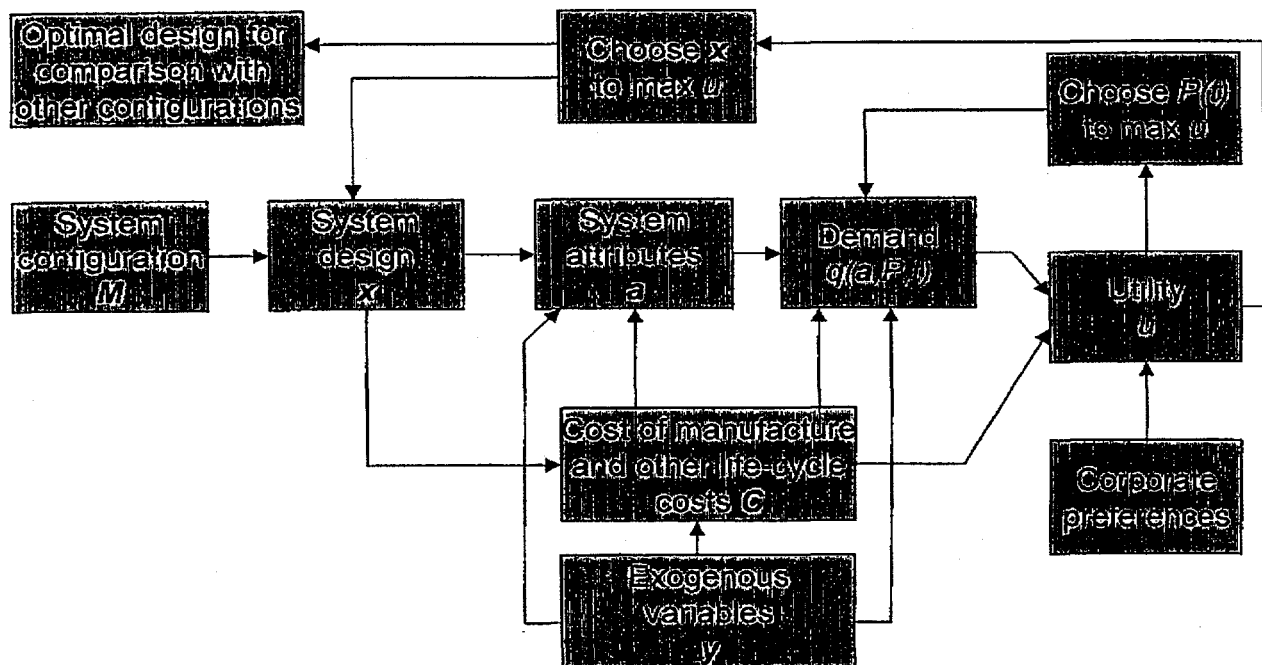 Optimal design for
comparison with
other configurations
Choose x
to max u
Choose P(t)
to max u
System
configuration
M
System
design
x
System
attributes
a
Demand
q(a,P,t)
Utility
u
Cost of manufacture
and other life-cycle
costs C
Corporate
preferences
Exogenous
variables
y